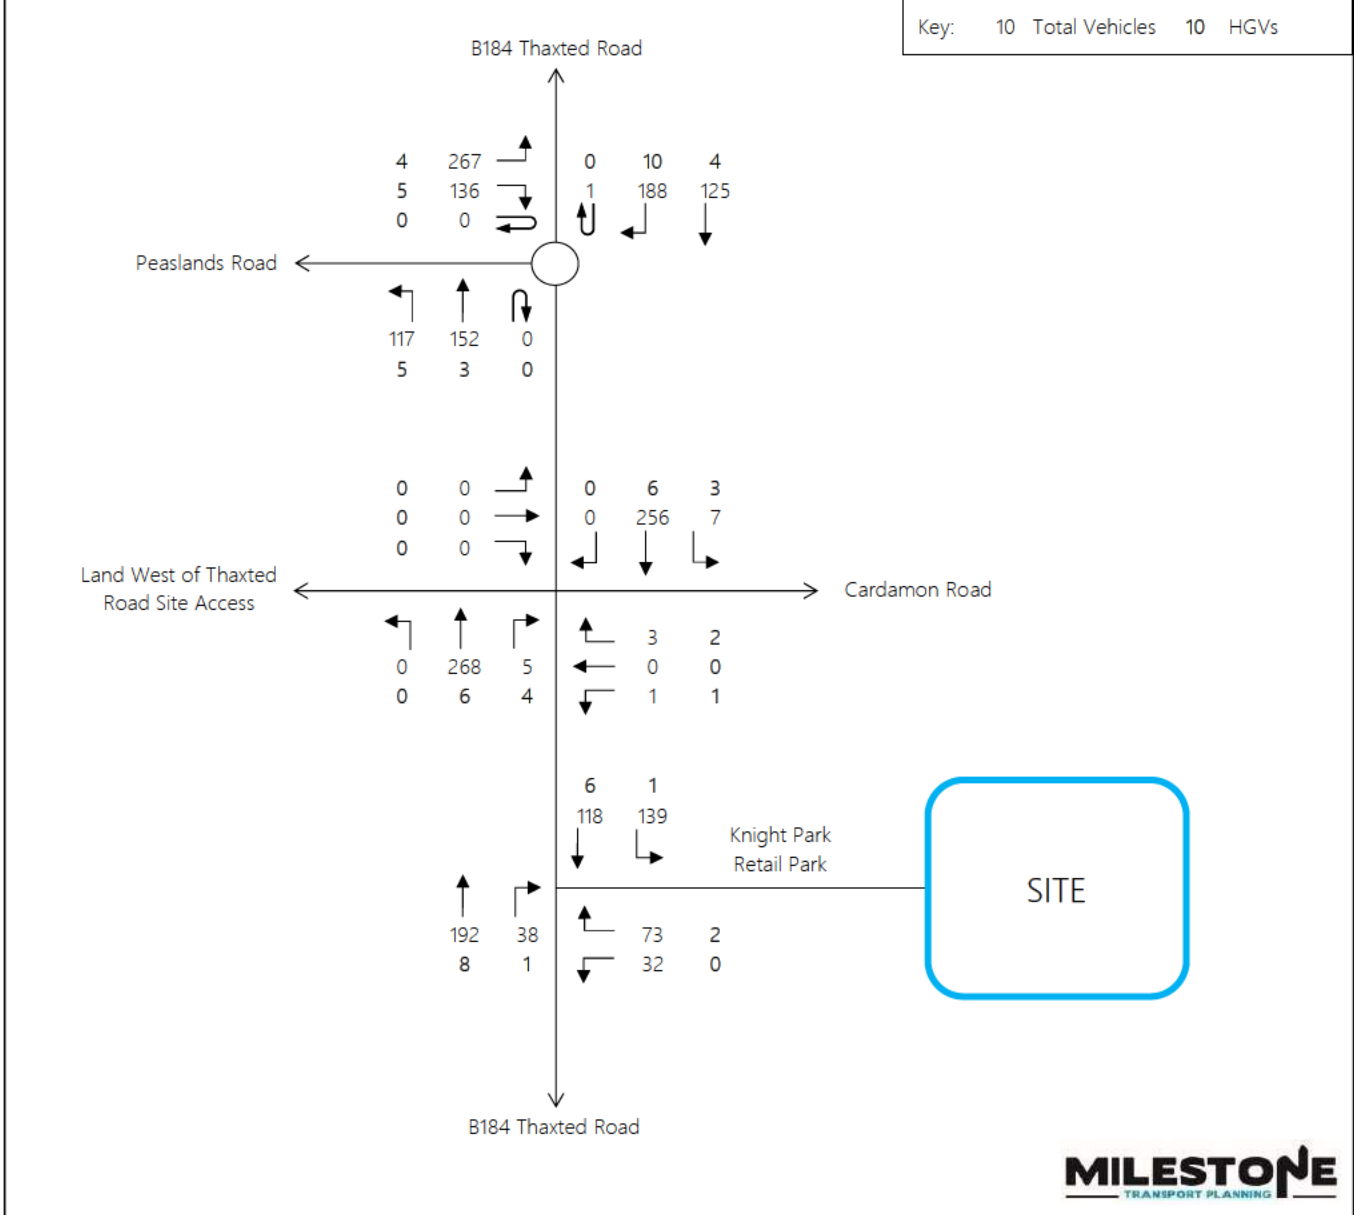 Key: 10 Total Vehicles 10 HGVs
B184 Thaxted Road
4 267 0 10 4
5 136 1 188 125
0 0
Peaslands Road
117 152 0
5 3 0
0 0 0 6 3
0 0 0 256 7
0 0
Land West of Thaxted
Road Site Access
Cardamon Road
3 2
0 268 5 0 0
0 6 4 1 1
6 1
118 139
Knight Park
Retail Park
SITE
192 38 73 2
8 1 32 0
B184 Thaxted Road
MILESTONE
TRANSPORT PLANNING